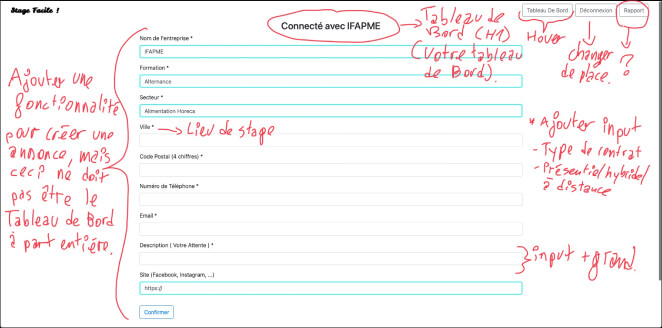 Stage Facile !
Tableau De Bord
Déconnexion
Rapport
Connecté avec IFAPME
Tableau de
Bord (H1)
(Votre tableau
de Bord).
Hover
changer
de place.
?
Nom de l'entreprise *
IFAPME
Formation *
Alternance
Secteur *
Alimentation Horeca
Ville *
Lieu de stage
Code Postal (4 chiffres) *
Numéro de Téléphone *
Email *
Description ( Votre Attente ) *
Site (Facebook, Instagram, ...)
https://
Confirmer
Ajouter une
fonctionnalité
pour créer une
annonce, mais
ceci ne doit
pas être le
Tableau de Bord
à part entière.
* Ajouter input
- Type de contrat
- Présentiel/hybride/
à distance
input + grand.